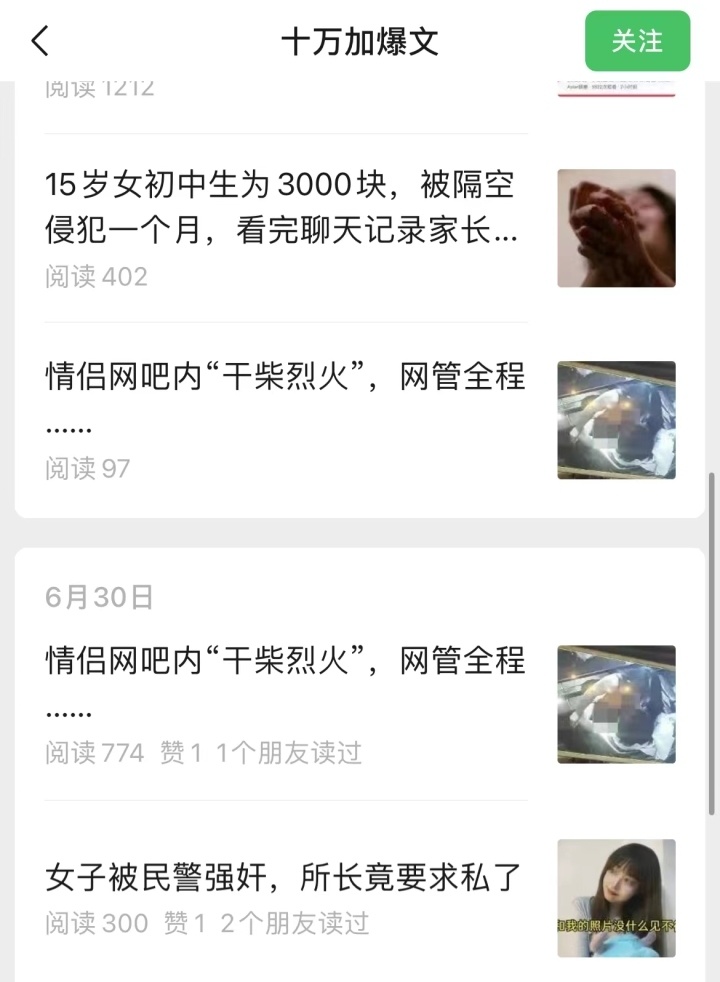 十万加爆文
关注
阅读 1212
15岁女初中生为3000块，被隔空
侵犯一个月，看完聊天记录家长...
阅读 402
情侣网吧内“干柴烈火”，网管全程
......
阅读 97
6月30日
情侣网吧内“干柴烈火”，网管全程
......
阅读 774 赞 1 1个朋友读过
女子被民警强奸，所长竟要求私了
阅读 300 赞 1 2个朋友读过
我的照片没什么见不